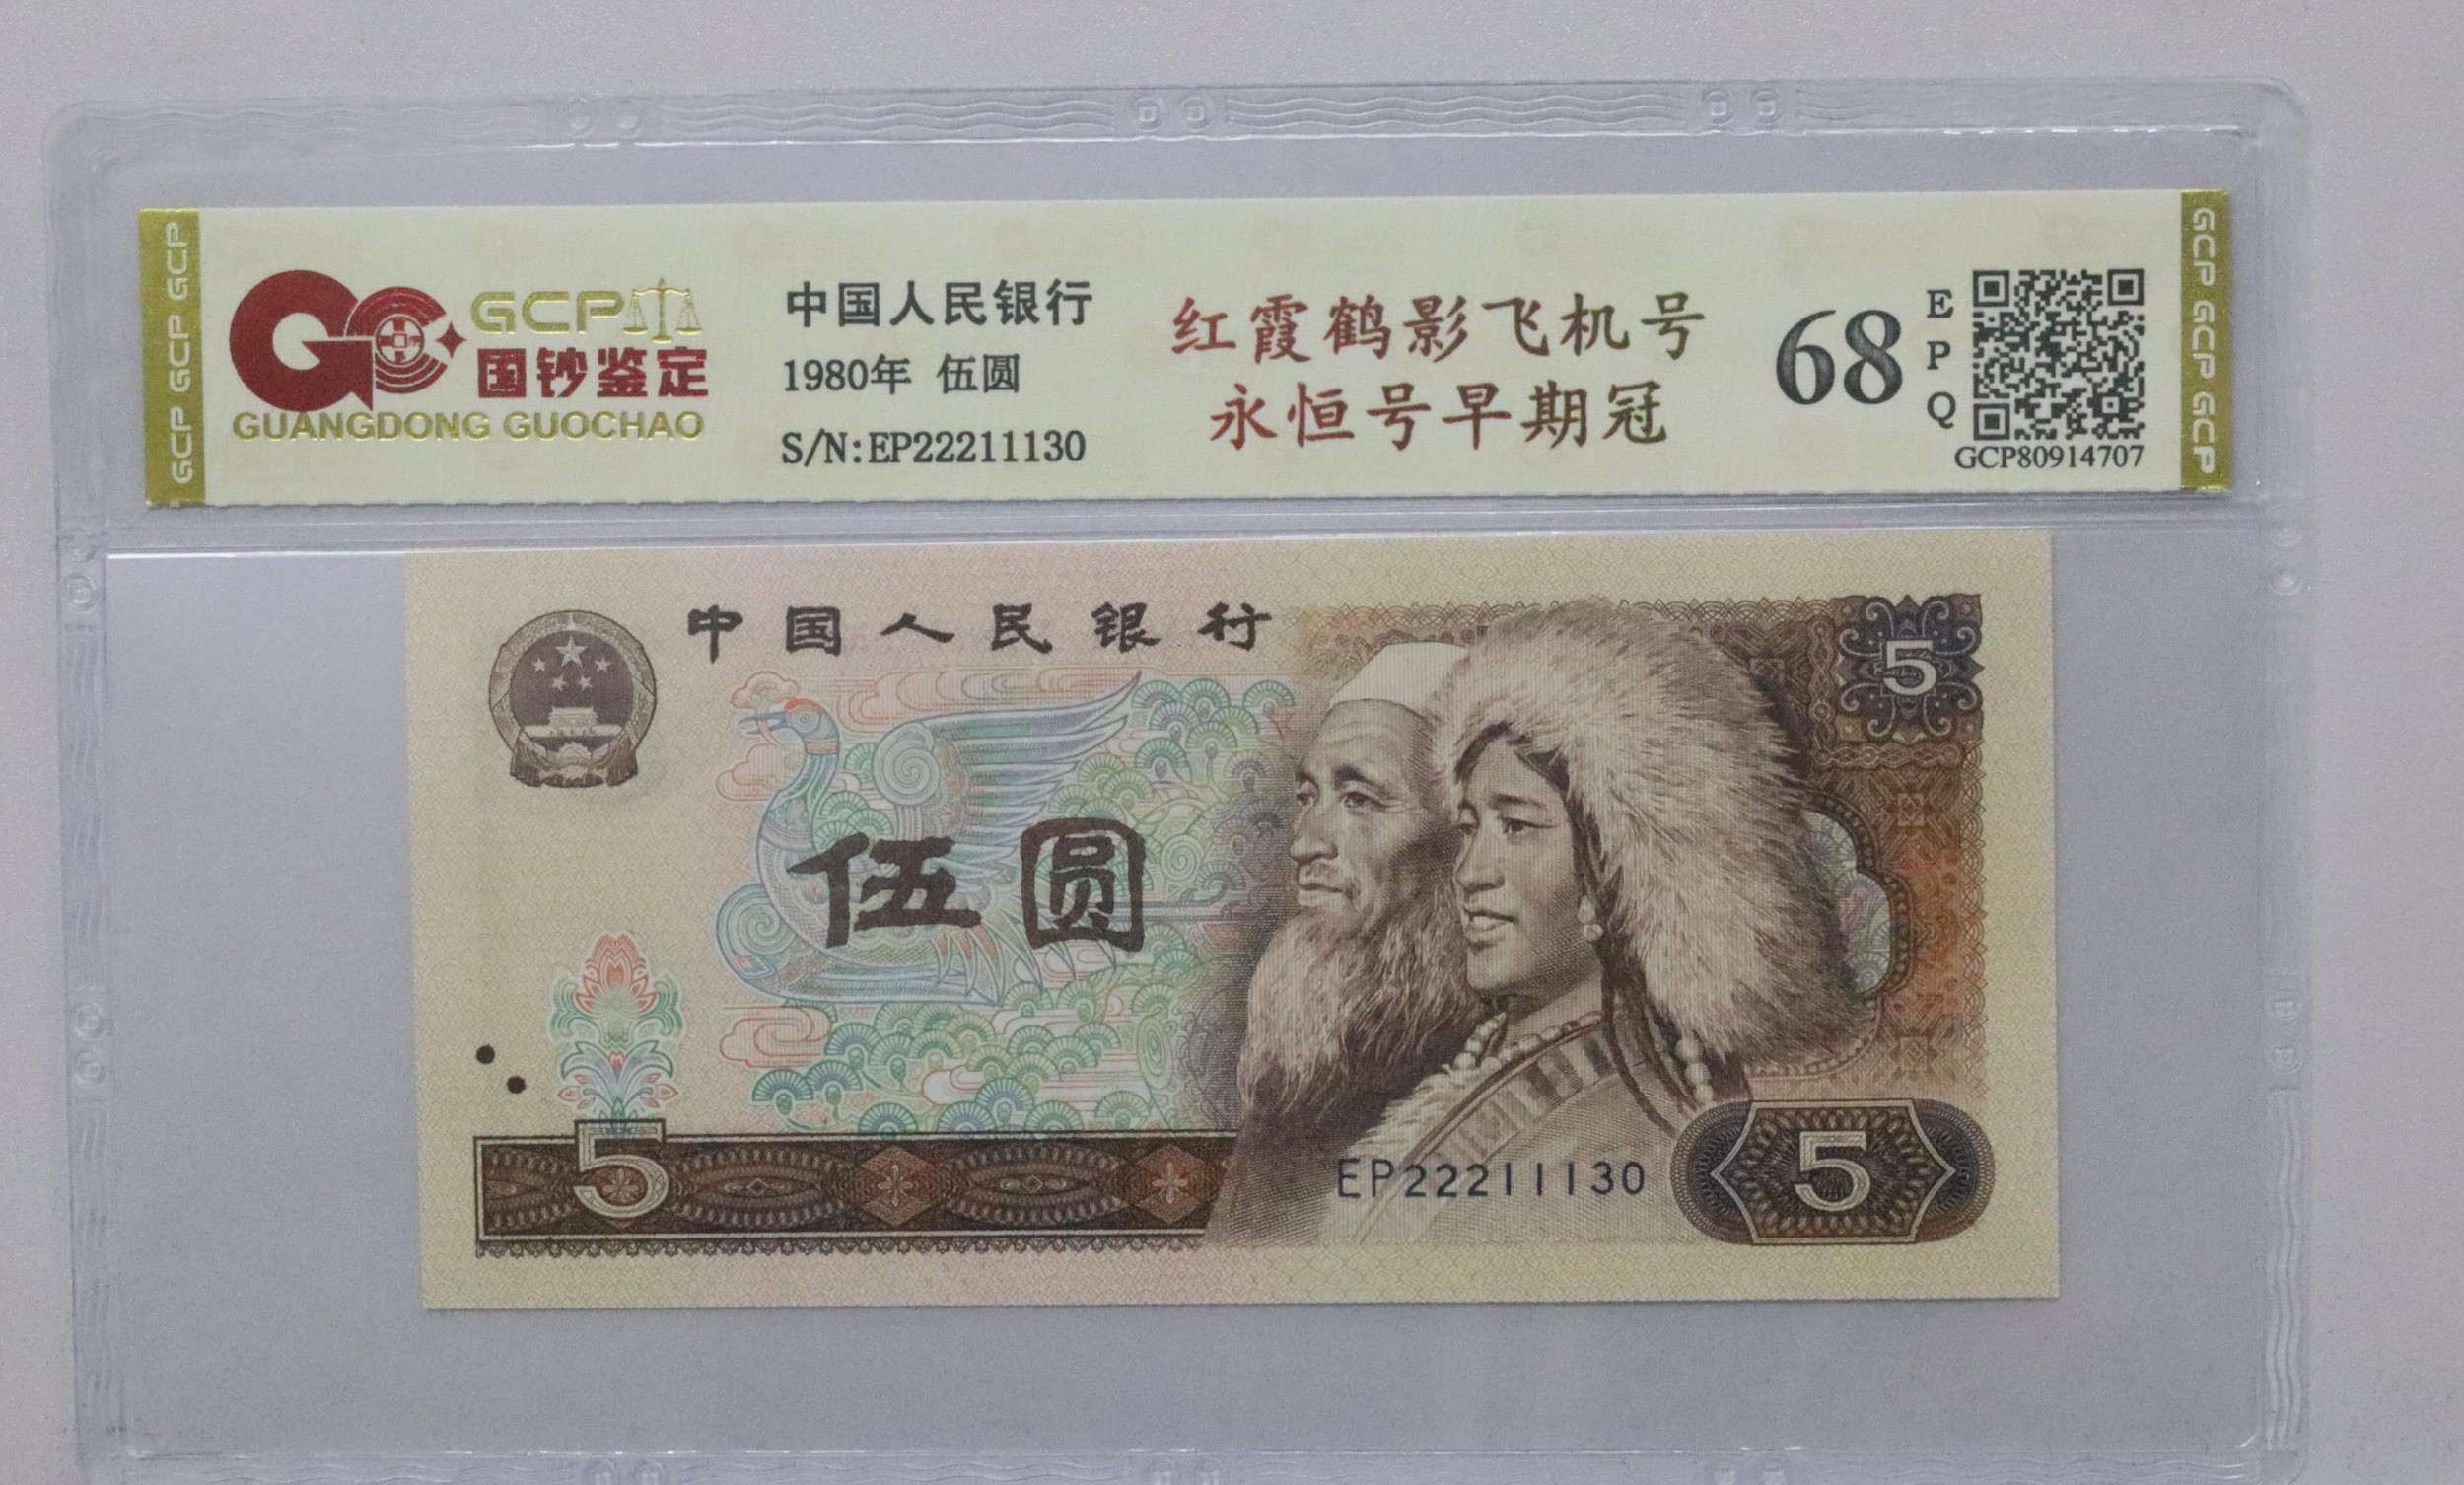 GCP GCP GCP
GCP
国钞鉴定
GUANGDONG GUOCHAO
中国人民银行
1980年 伍圆
S/N:EP22211130
红霞鹤影飞机号
永恒号早期冠
68
E
P
Q
GCP80914707
GCP GCP GCP
中国人民银行
5
伍圆
5
EP22211130
5